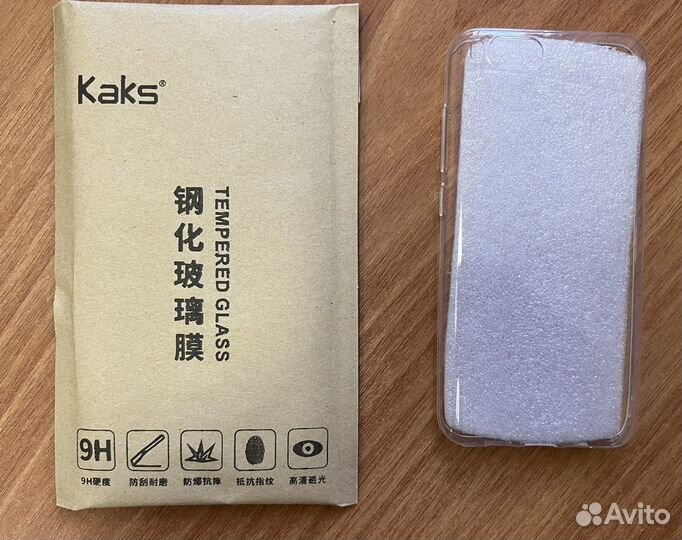 Kaks®
TEMPERED GLASS
钢化玻璃膜
9H
9H硬度
防刮耐磨
防爆抗摔
抵抗指纹
高清透光
Avito